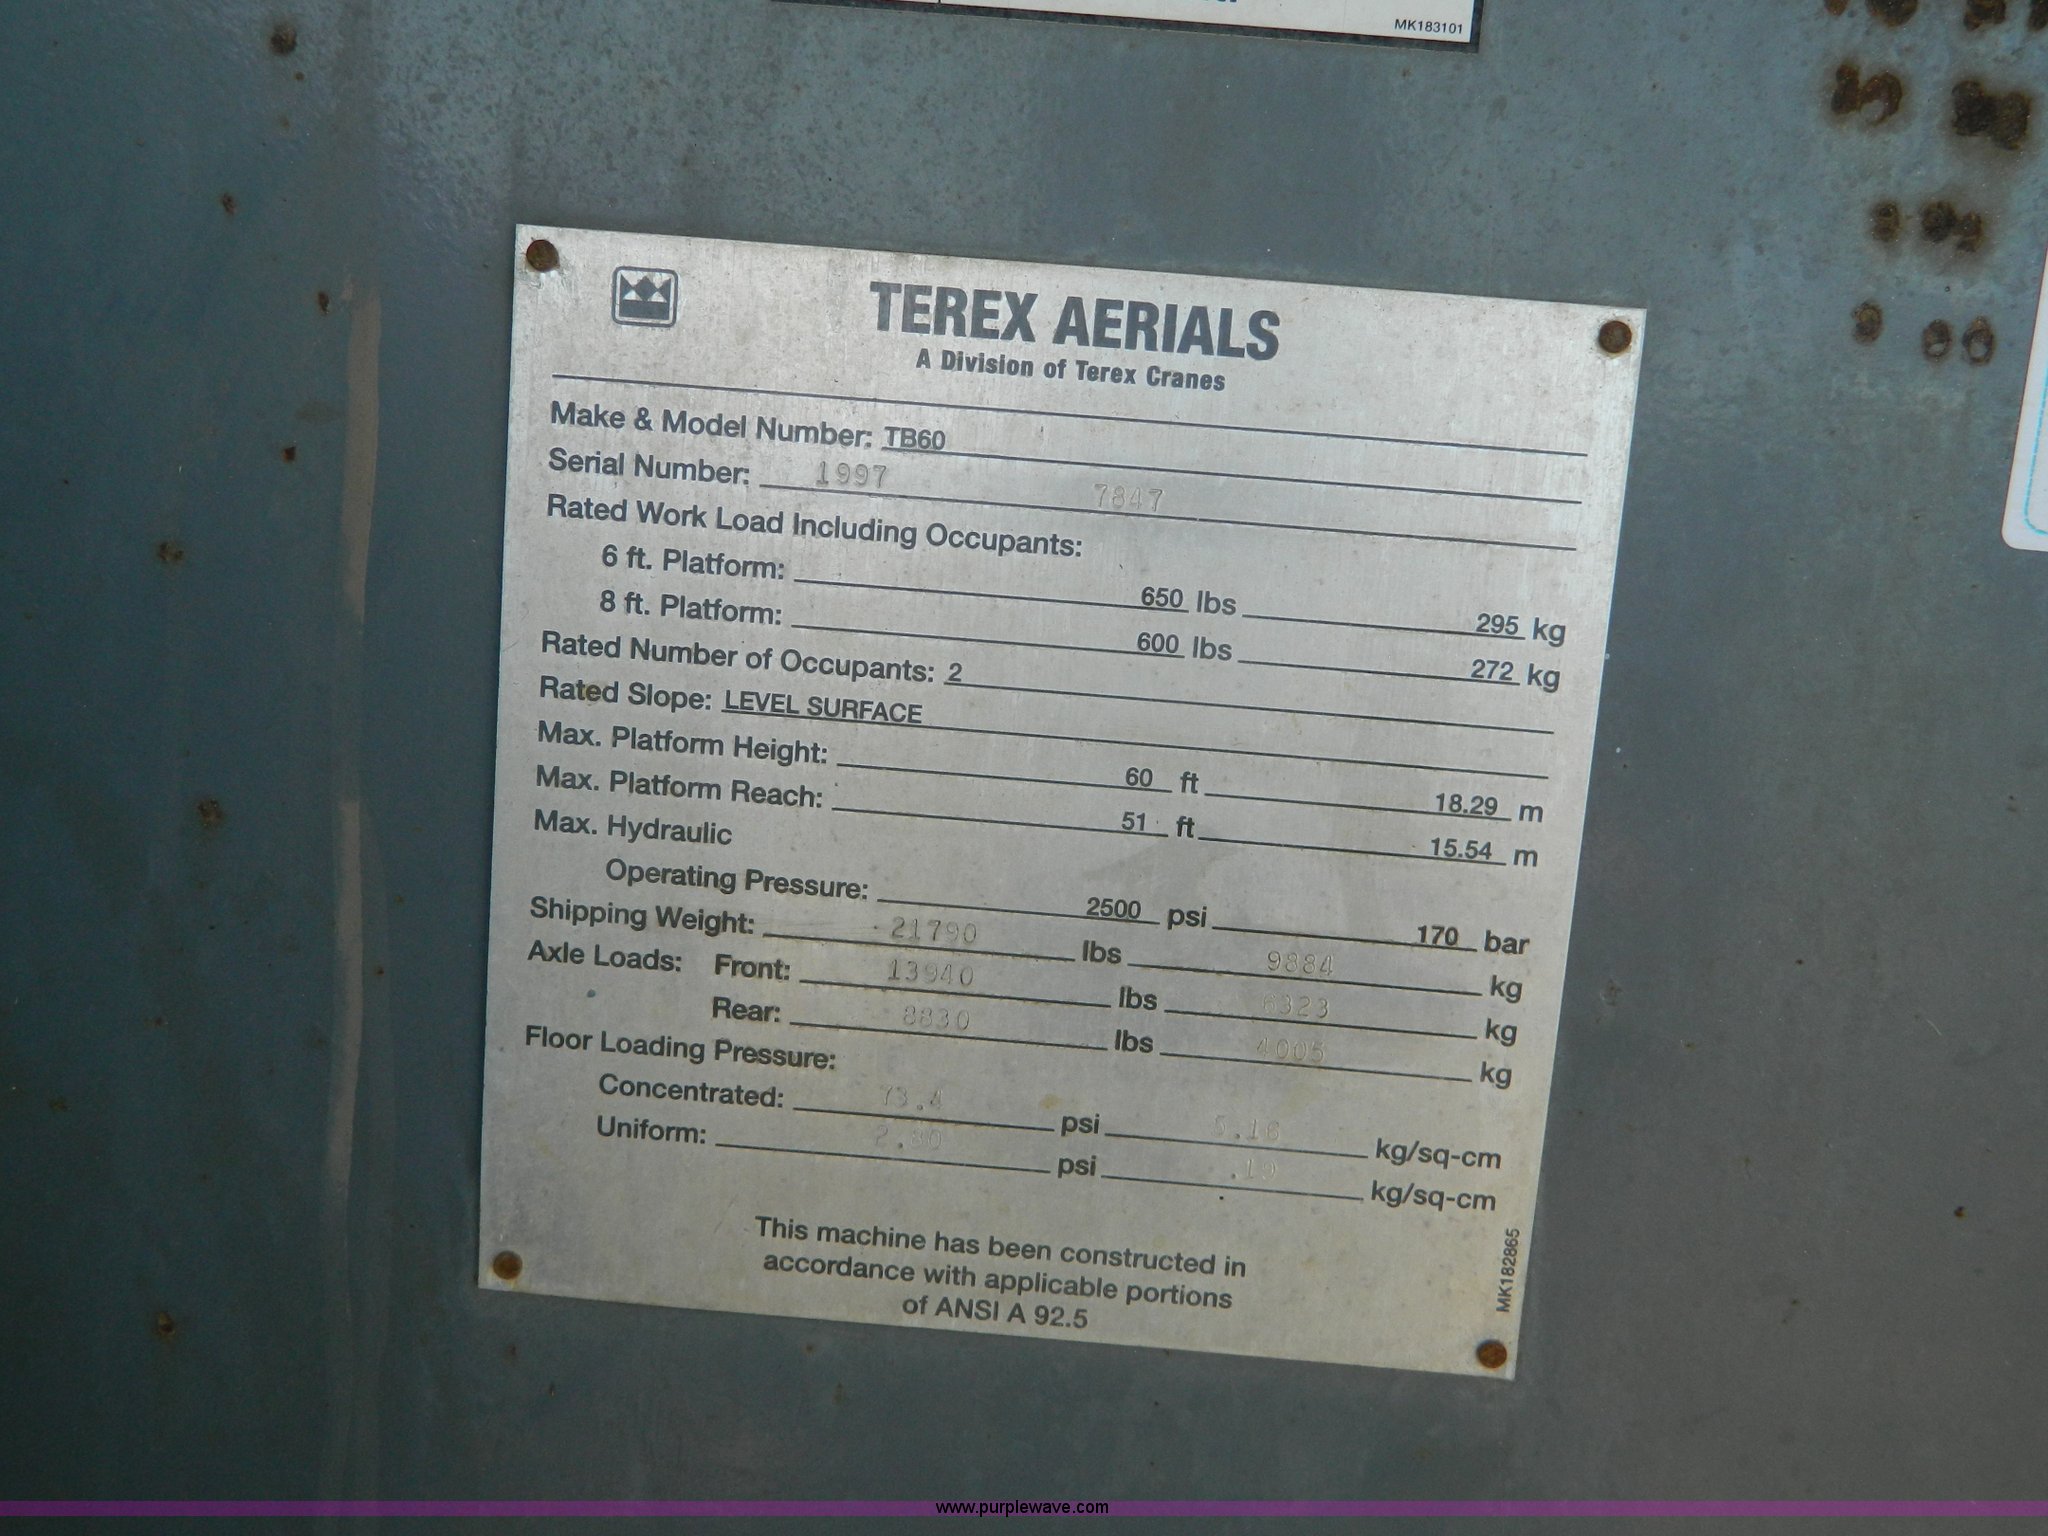 MK183101
TEREX AERIALS
A Division of Terex Cranes
Make & Model Number: TB60
Serial Number: 1997 7847
Rated Work Load Including Occupants:
6 ft. Platform: 650 lbs 295 kg
8 ft. Platform: 600 lbs 272 kg
Rated Number of Occupants: 2
Rated Slope: LEVEL SURFACE
Max. Platform Height: 60 ft 18.29 m
Max. Platform Reach: 51 ft 15.54 m
Max. Hydraulic
Operating Pressure: 2500 psi 170 bar
Shipping Weight: 21790 lbs 9884 kg
Axle Loads: Front: 13940 lbs 6323 kg
Rear: 8830 lbs 4005 kg
Floor Loading Pressure:
Concentrated: 73.4 psi 5.16 kg/sq-cm
Uniform: 2.80 psi .19 kg/sq-cm
This machine has been constructed in
accordance with applicable portions
of ANSI A 92.5
MK182865
www.purplewave.com